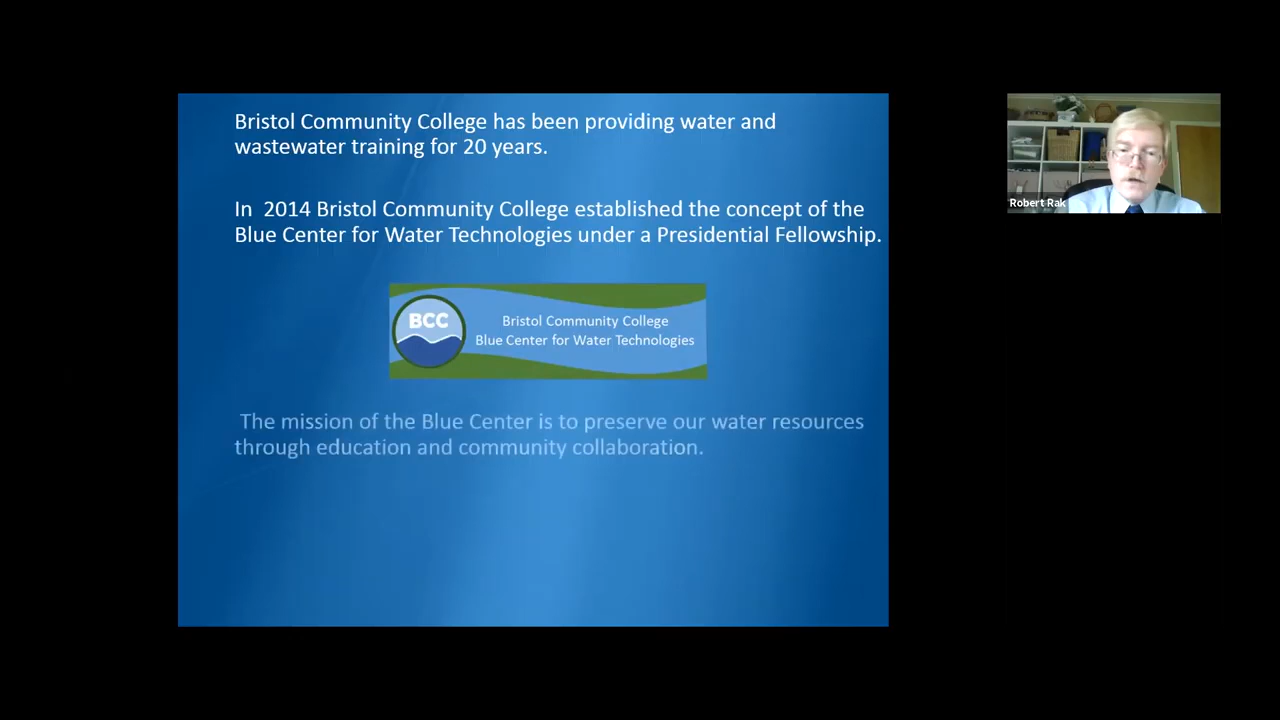 Bristol Community College has been providing water and
wastewater training for 20 years.
In 2014 Bristol Community College established the concept of the
Blue Center for Water Technologies under a Presidential Fellowship.
BCC
Bristol Community College
Blue Center for Water Technologies
The mission of the Blue Center is to preserve our water resources
through education and community collaboration.
Robert Rak